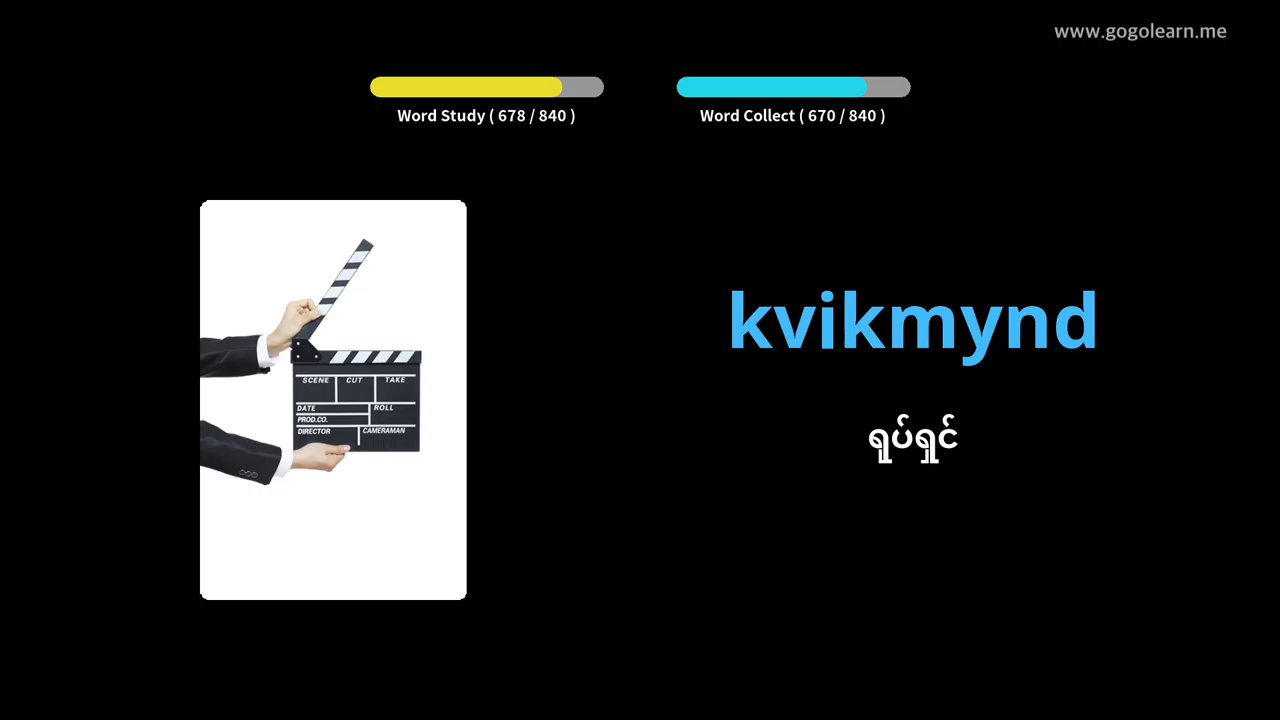 www.gogolearn.me
Word Study ( 678 / 840 )
Word Collect ( 670 / 840 )
SCENE CUT TAKE
DATE ROLL
PROD.CO.
DIRECTOR CAMERAMAN
kvikmynd
ရုပ်ရှင်